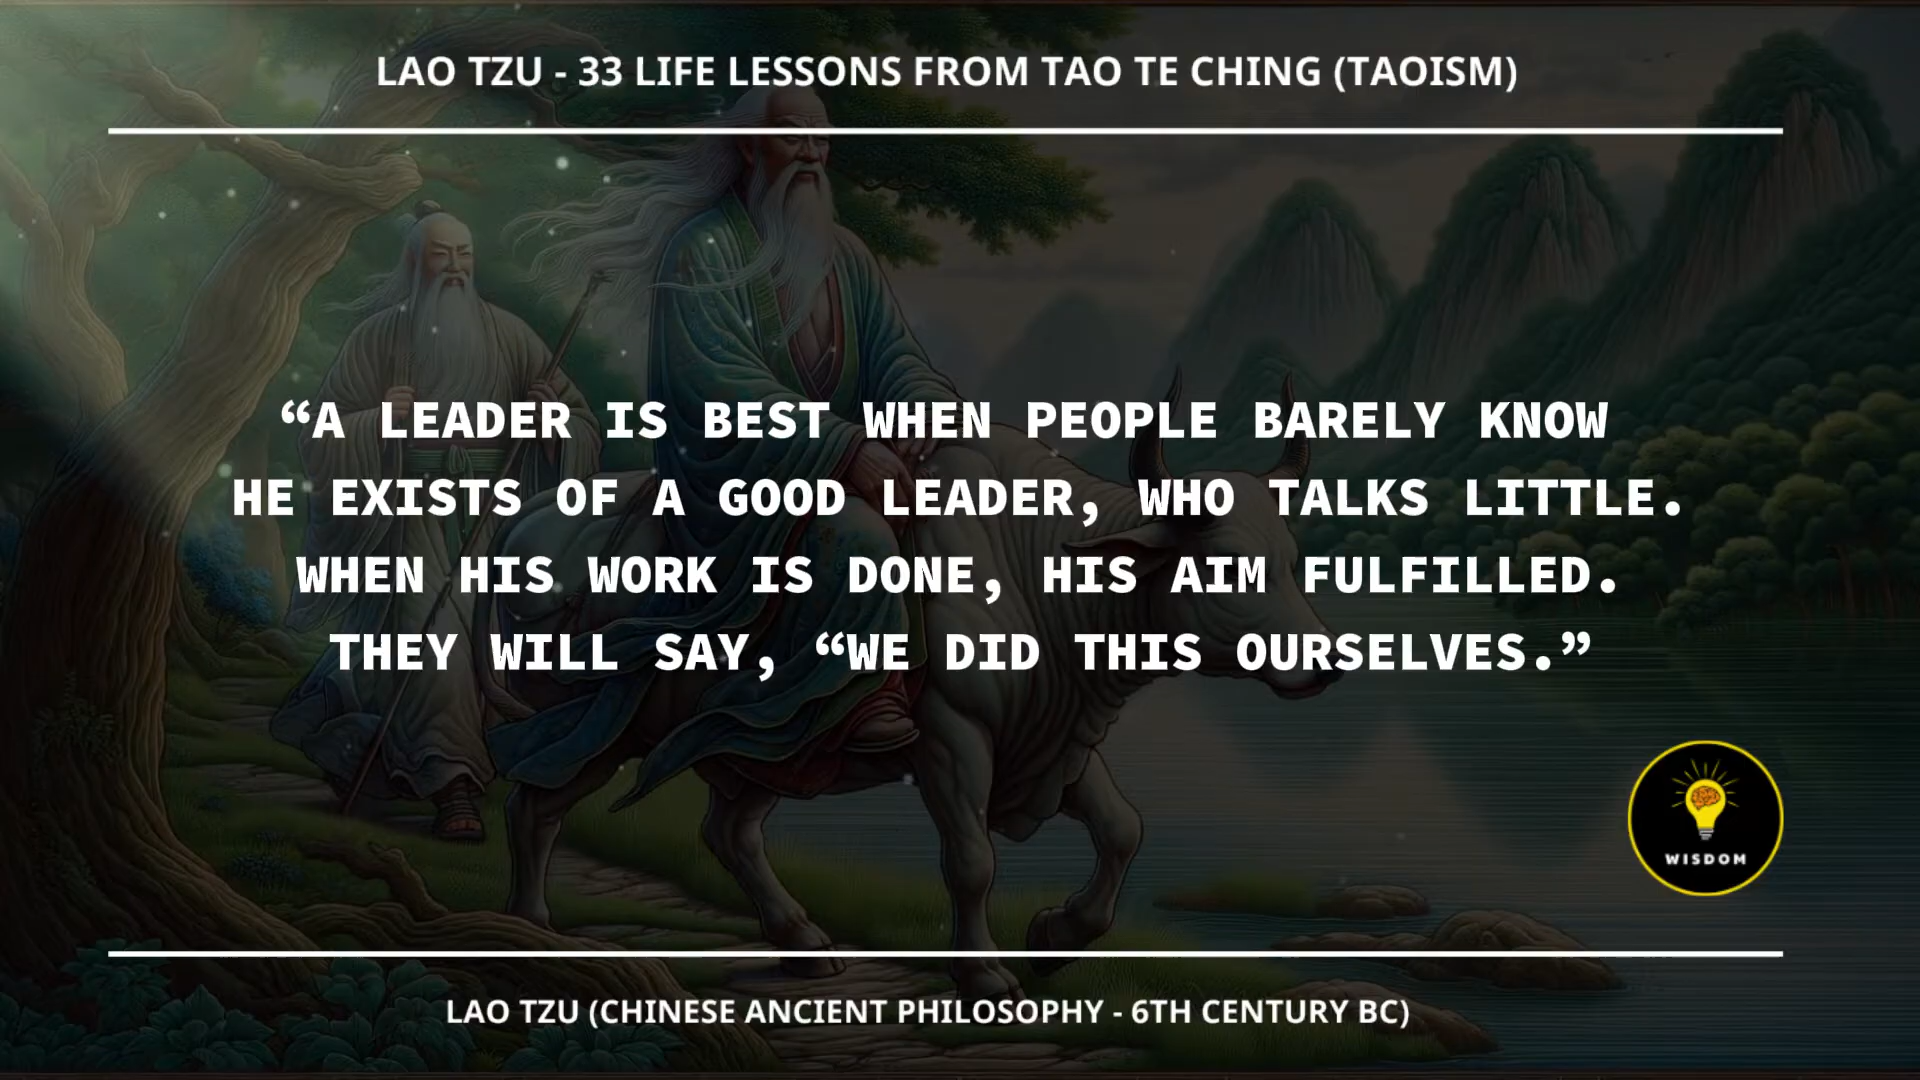 LAO TZU - 33 LIFE LESSONS FROM TAO TE CHING (TAOISM)
“A LEADER IS BEST WHEN PEOPLE BARELY KNOW
HE EXISTS OF A GOOD LEADER, WHO TALKS LITTLE.
WHEN HIS WORK IS DONE, HIS AIM FULFILLED.
THEY WILL SAY, “WE DID THIS OURSELVES.”
WISDOM
LAO TZU (CHINESE ANCIENT PHILOSOPHY - 6TH CENTURY BC)